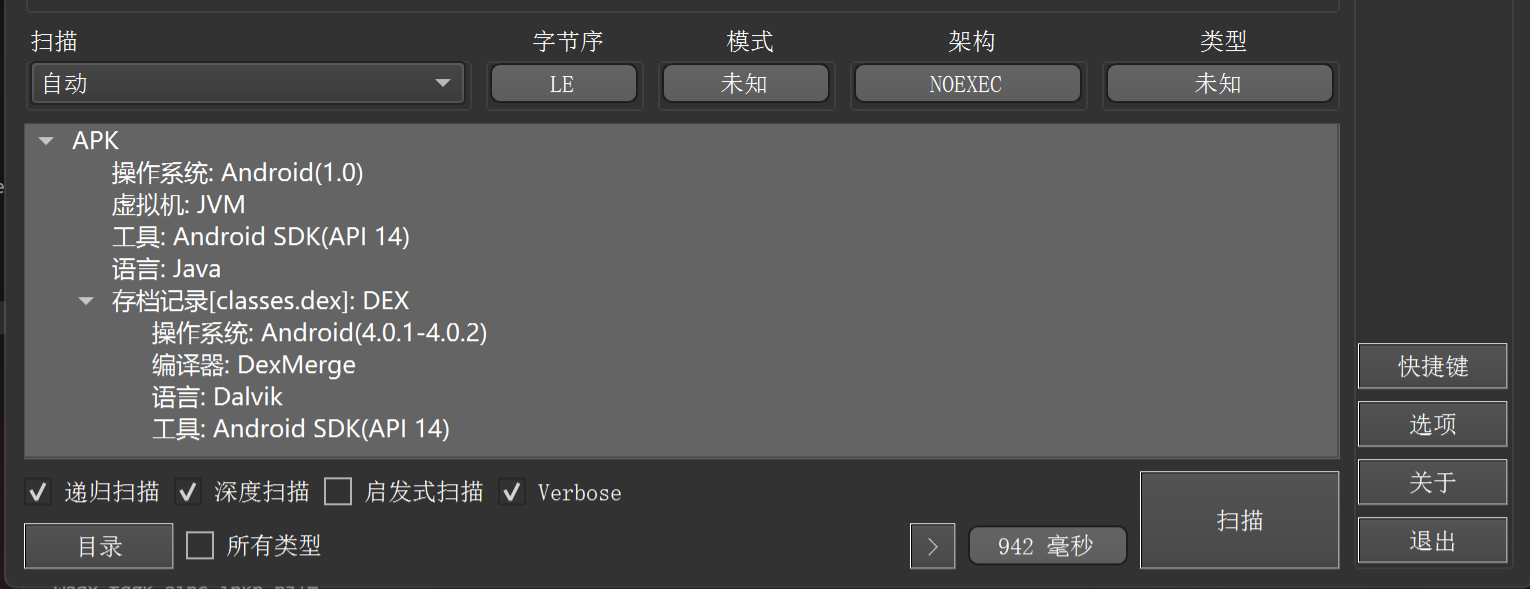 扫描 字节序 模式 架构 类型
自动 LE 未知 NOEXEC 未知
APK
操作系统: Android(1.0)
虚拟机: JVM
工具: Android SDK(API 14)
语言: Java
存档记录[classes.dex]: DEX
操作系统: Android(4.0.1-4.0.2)
编译器: DexMerge
语言: Dalvik
工具: Android SDK(API 14)
快捷键
选项
关于
退出
递归扫描 深度扫描 启发式扫描 Verbose
扫描
目录 所有类型 > 942 毫秒